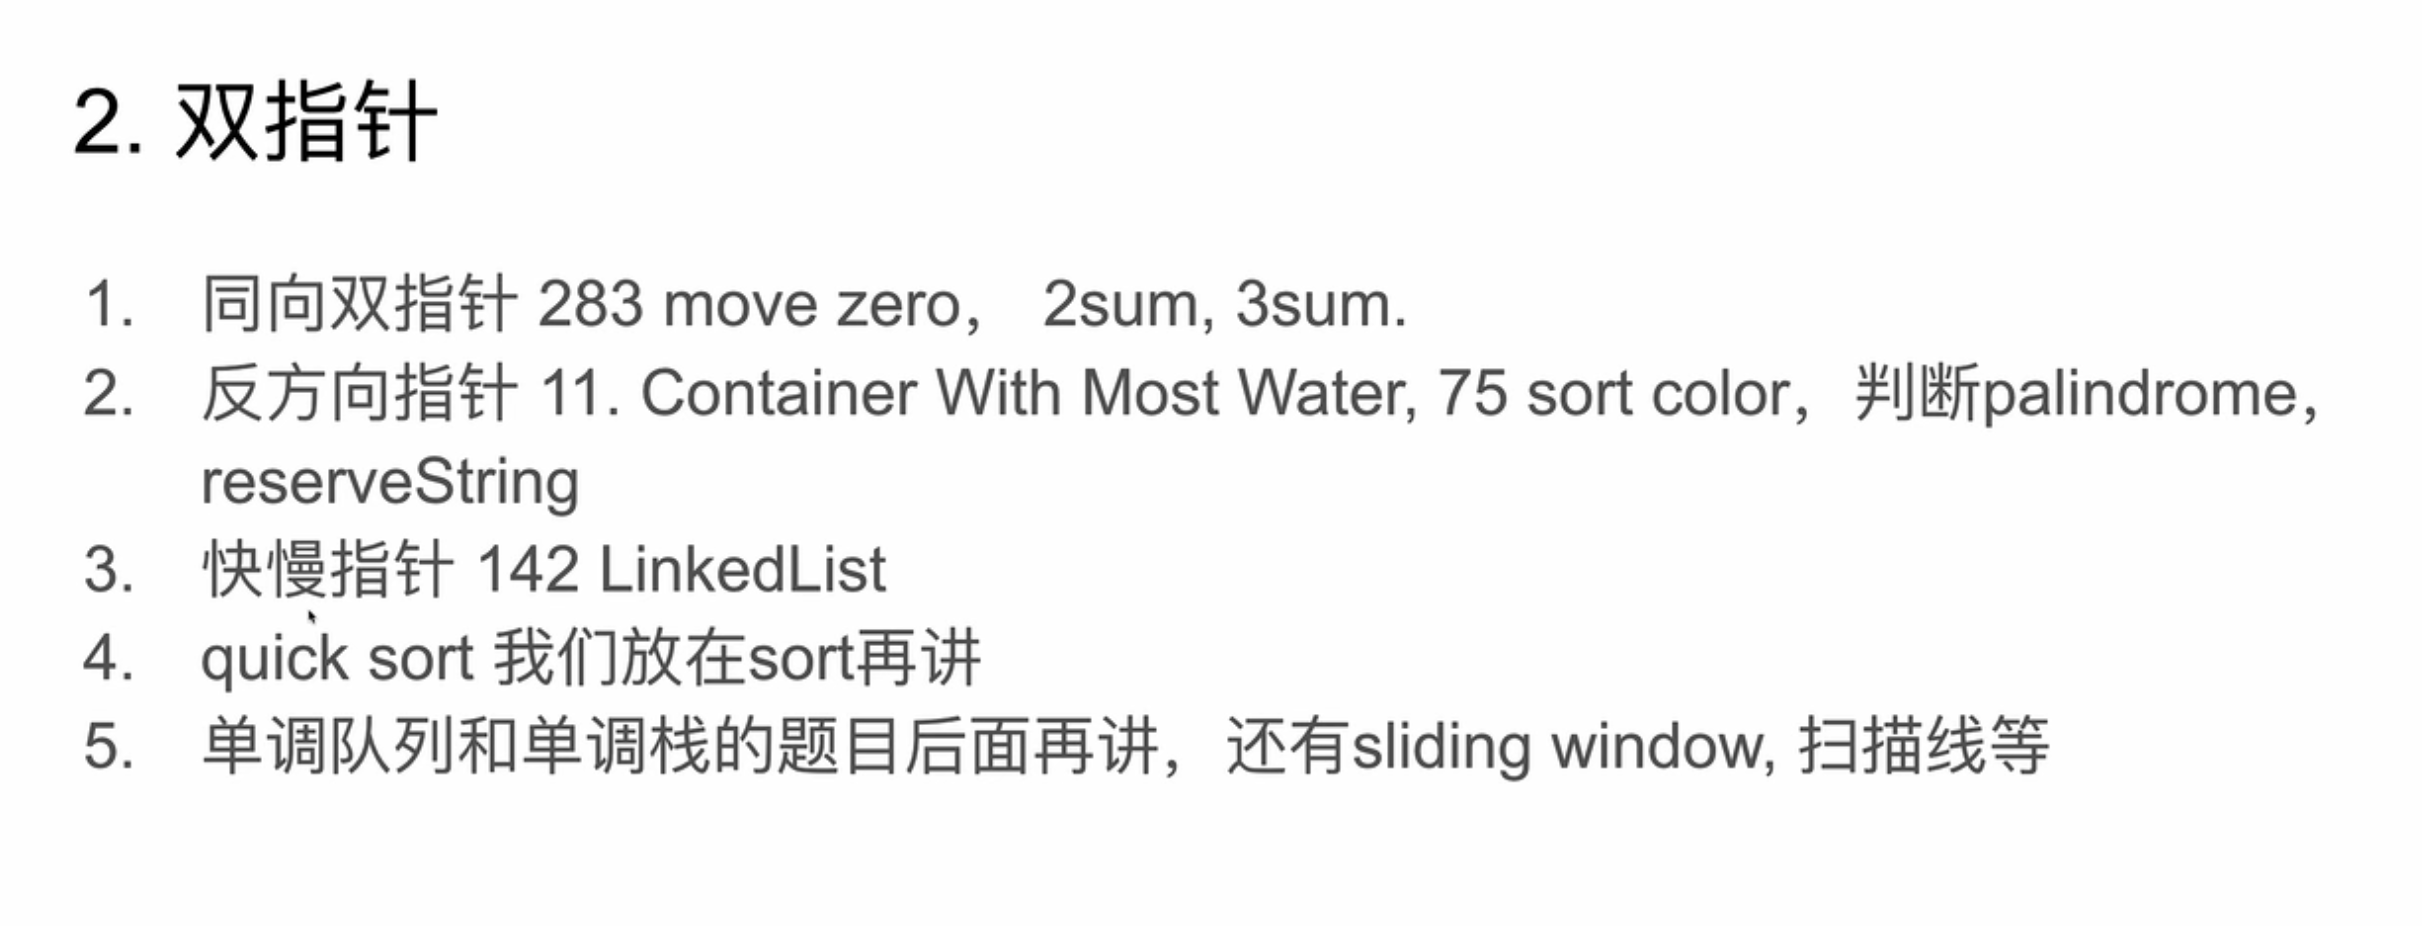 2. 双指针
1. 同向双指针 283 move zero， 2sum, 3sum.
2. 反方向指针 11. Container With Most Water, 75 sort color，判断palindrome，
reserveString
3. 快慢指针 142 LinkedList
4. quick sort 我们放在sort再讲
5. 单调队列和单调栈的题目后面再讲，还有sliding window, 扫描线等